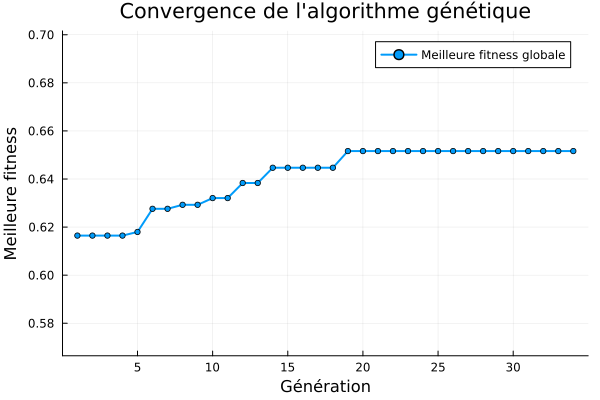 Convergence de l'algorithme génétique
Meilleure fitness globale
Meilleure fitness
0.70
0.68
0.66
0.64
0.62
0.60
0.58
5 10 15 20 25 30
Génération